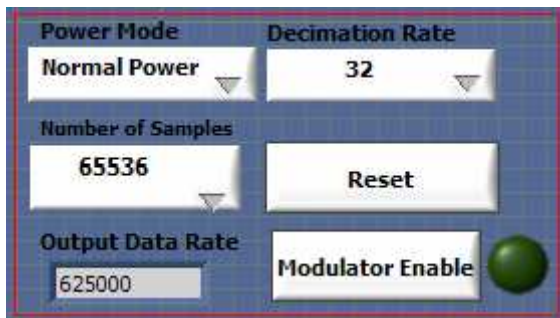 Power Mode
Decimation Rate
Normal Power
32
Number of Samples
65536
Reset
Output Data Rate
625000
Modulator Enable